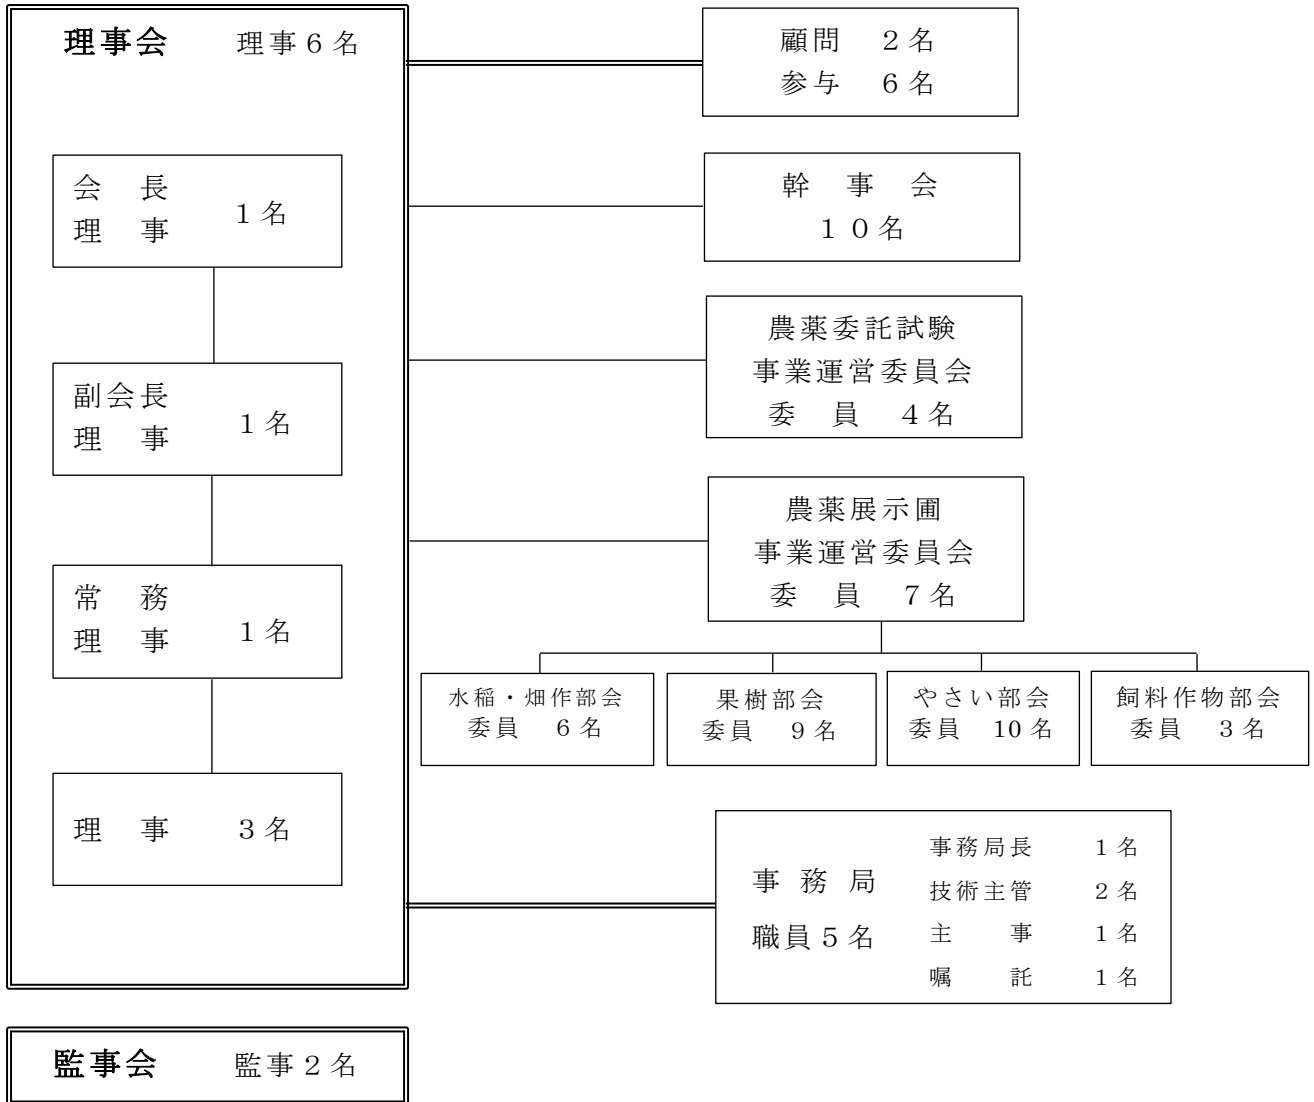 理事会 理事6名
会 長
理 事 1名
副会長
理 事 1名
常 務
理 事 1名
理 事 3名
顧問 2名
参与 6名
幹 事 会
10名
農薬委託試験
事業運営委員会
委 員 4名
農薬展示圃
事業運営委員会
委 員 7名
水稲・畑作部会
委員 6名
果樹部会
委員 9名
やさい部会
委員 10名
飼料作物部会
委員 3名
事 務 局
職員5名
事務局長 1名
技術主管 2名
主 事 1名
嘱 託 1名
監事会 監事2名